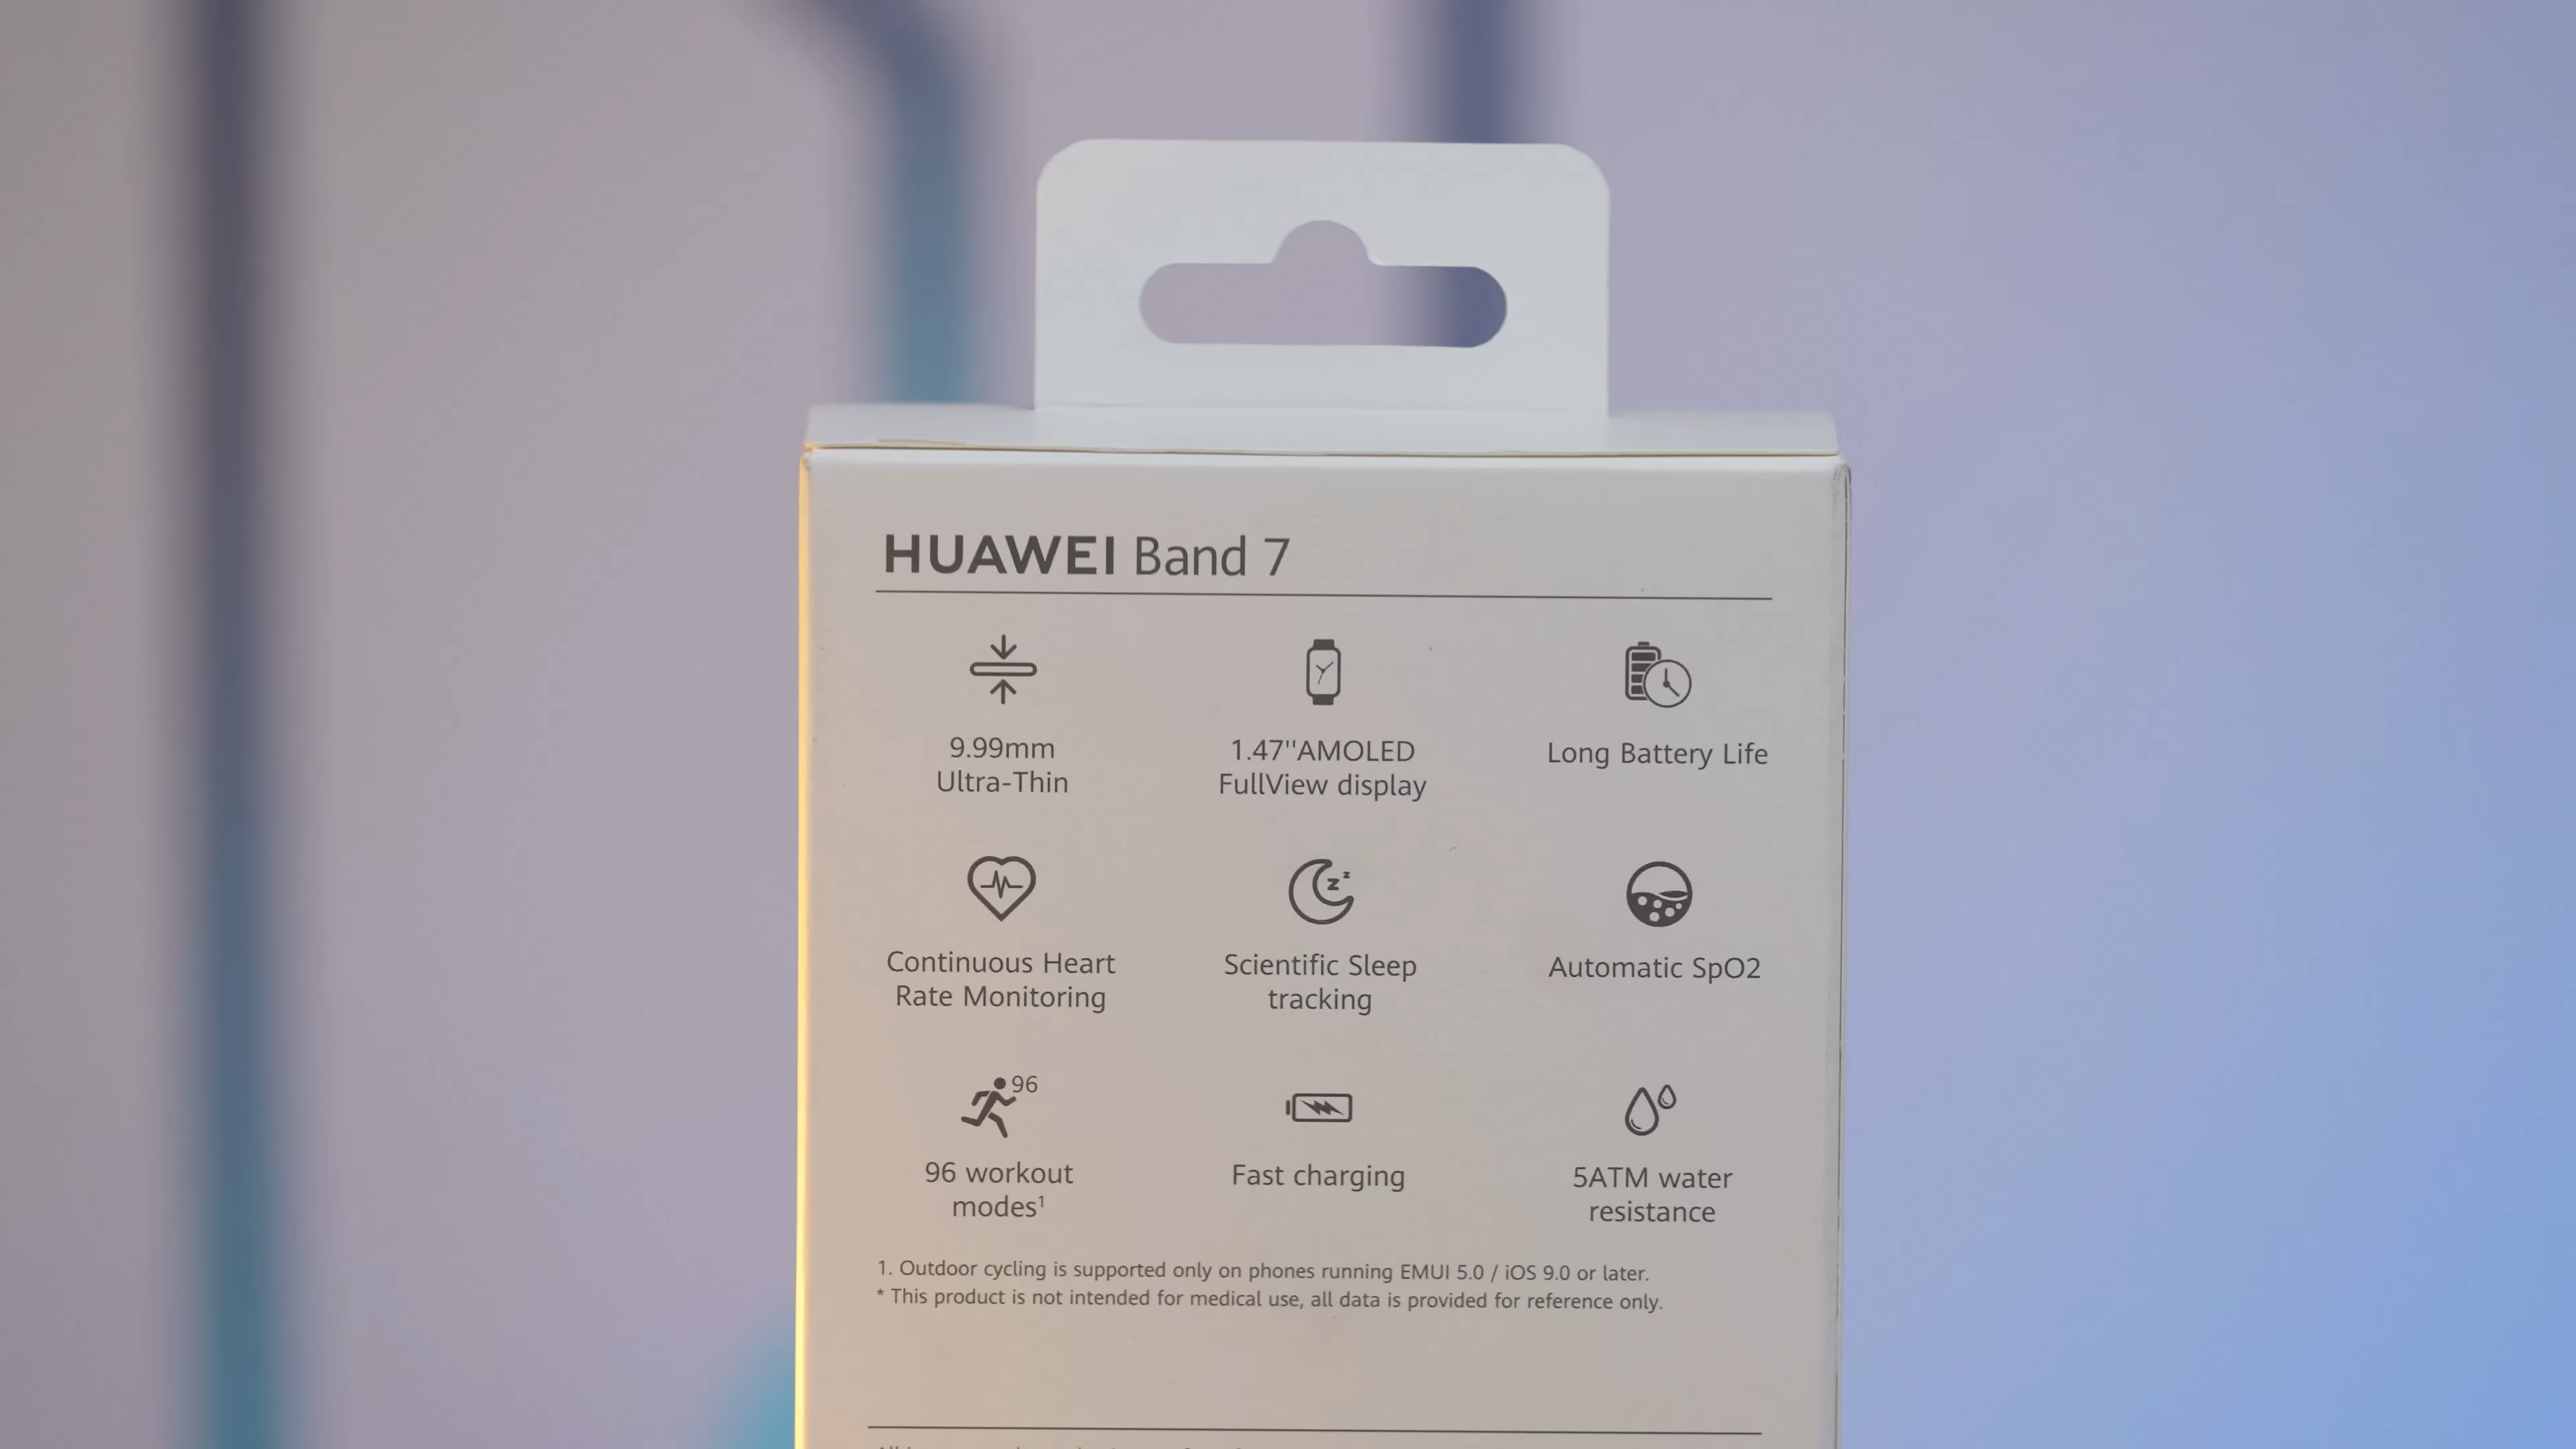 HUAWEI Band 7
9.99mm
Ultra-Thin
1.47''AMOLED
FullView display
Long Battery Life
Continuous Heart
Rate Monitoring
Scientific Sleep
tracking
Automatic SpO2
96
96 workout
modes¹
Fast charging
5ATM water
resistance
1. Outdoor cycling is supported only on phones running EMUI 5.0 / iOS 9.0 or later.
* This product is not intended for medical use, all data is provided for reference only.